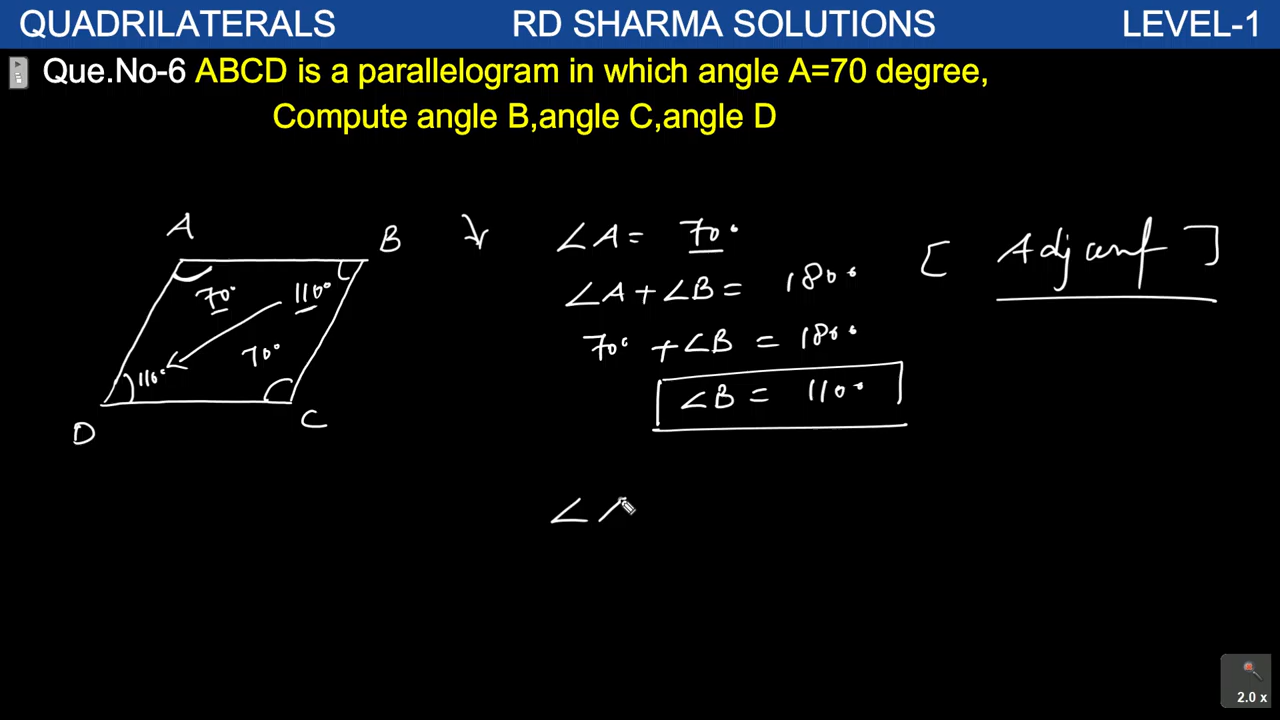 QUADRILATERALS RD SHARMA SOLUTIONS LEVEL-1
Que.No-6 ABCD is a parallelogram in which angle A=70 degree,
Compute angle B,angle C,angle D
A
B
∠A= 70°
[ Adjacent ]
∠A + ∠B = 180°
70° 110°
70° + ∠B = 180°
70°
110°
∠B = 110°
D
C
∠
2.0 x